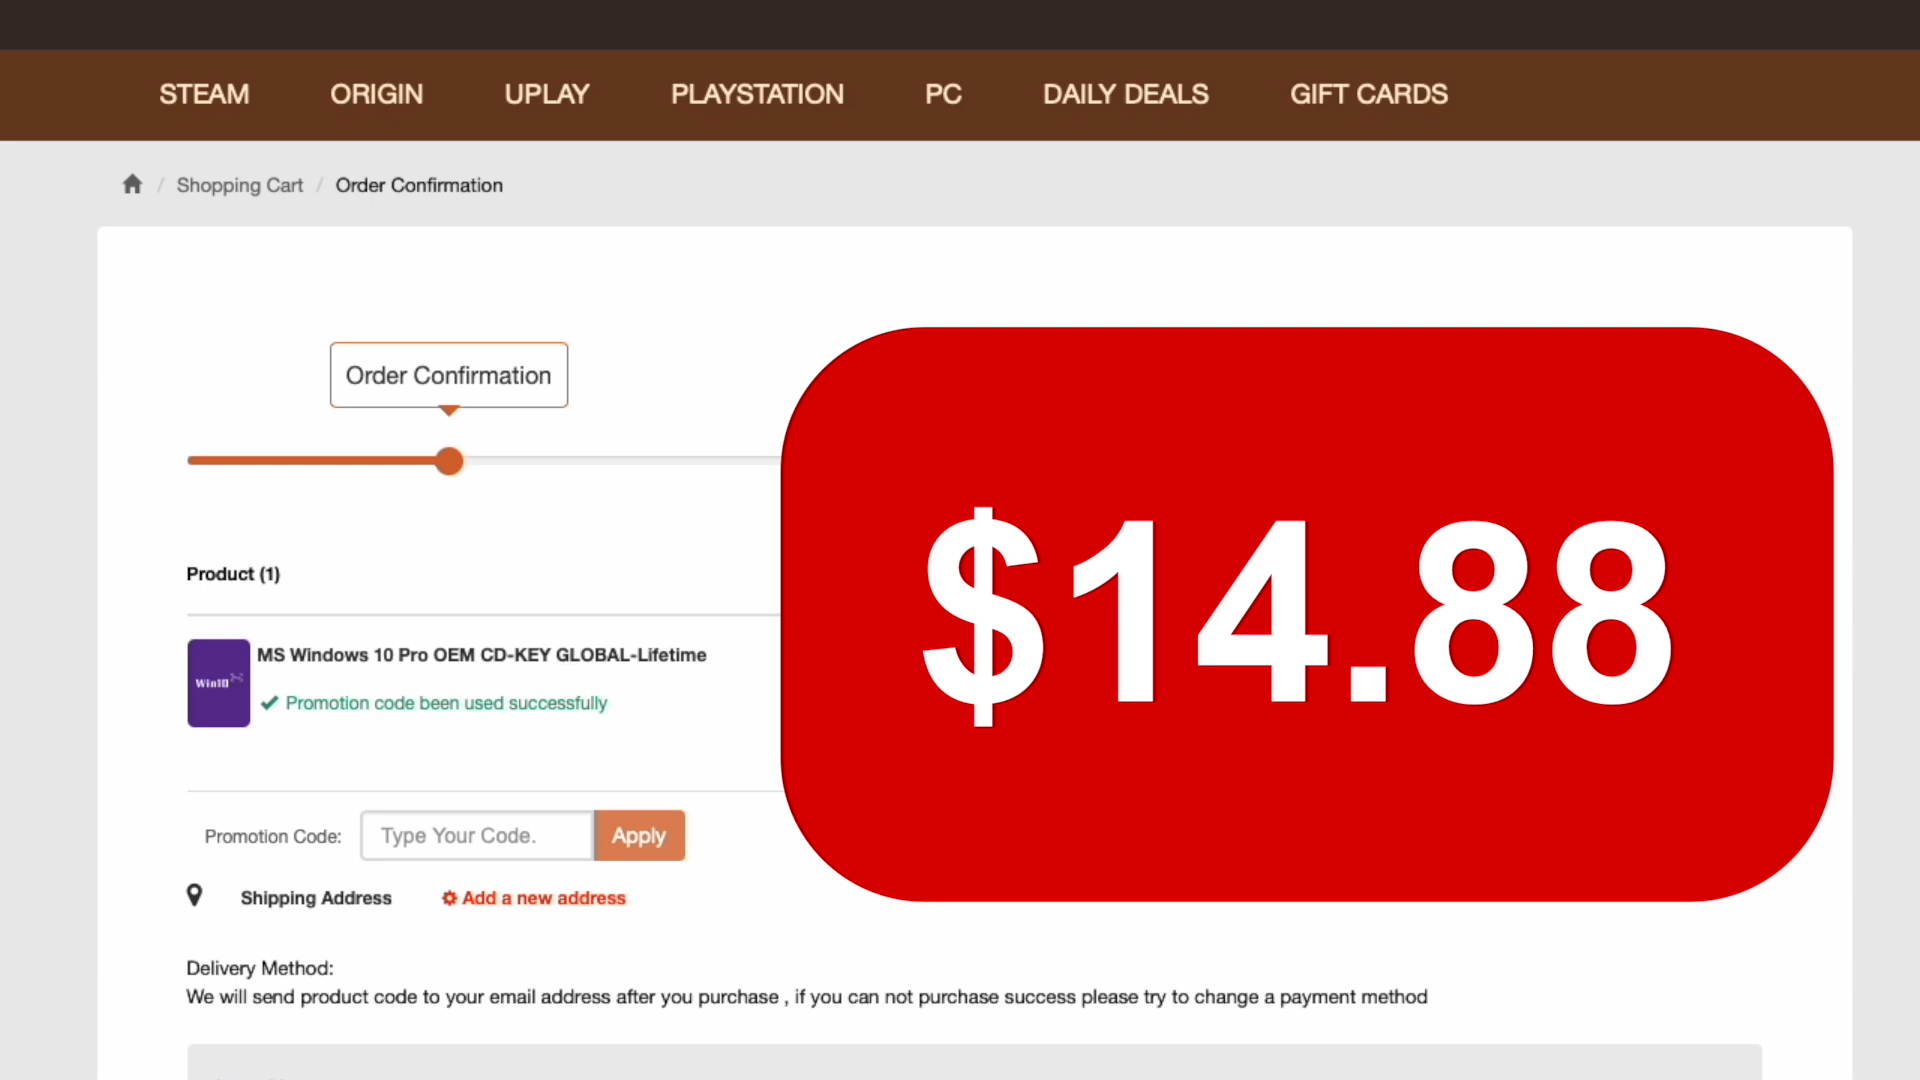 STEAM ORIGIN UPLAY PLAYSTATION PC DAILY DEALS GIFT CARDS
/ Shopping Cart / Order Confirmation
Order Confirmation
$14.88
Product (1)
MS Windows 10 Pro OEM CD-KEY GLOBAL-Lifetime
Win10
Promotion code been used successfully
Promotion Code: Type Your Code. Apply
Shipping Address Add a new address
Delivery Method:
We will send product code to your email address after you purchase , if you can not purchase success please try to change a payment method